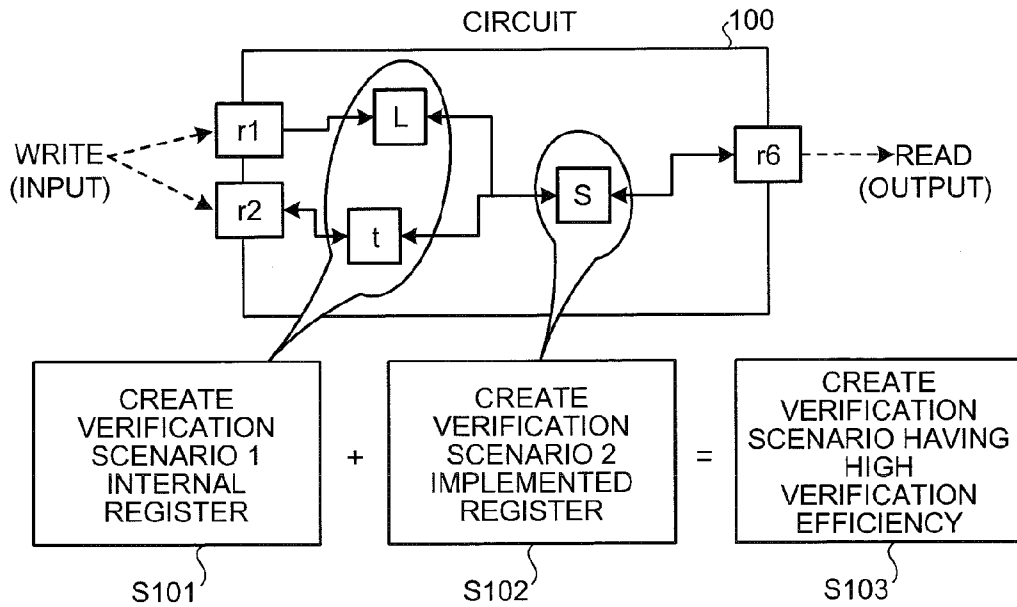 CIRCUIT
100
r1
L
WRITE
(INPUT)
r2
t
S
r6
READ
(OUTPUT)
CREATE
VERIFICATION
SCENARIO 1
INTERNAL
REGISTER
+
CREATE
VERIFICATION
SCENARIO 2
IMPLEMENTED
REGISTER
=
CREATE
VERIFICATION
SCENARIO HAVING
HIGH
VERIFICATION
EFFICIENCY
S101
S102
S103